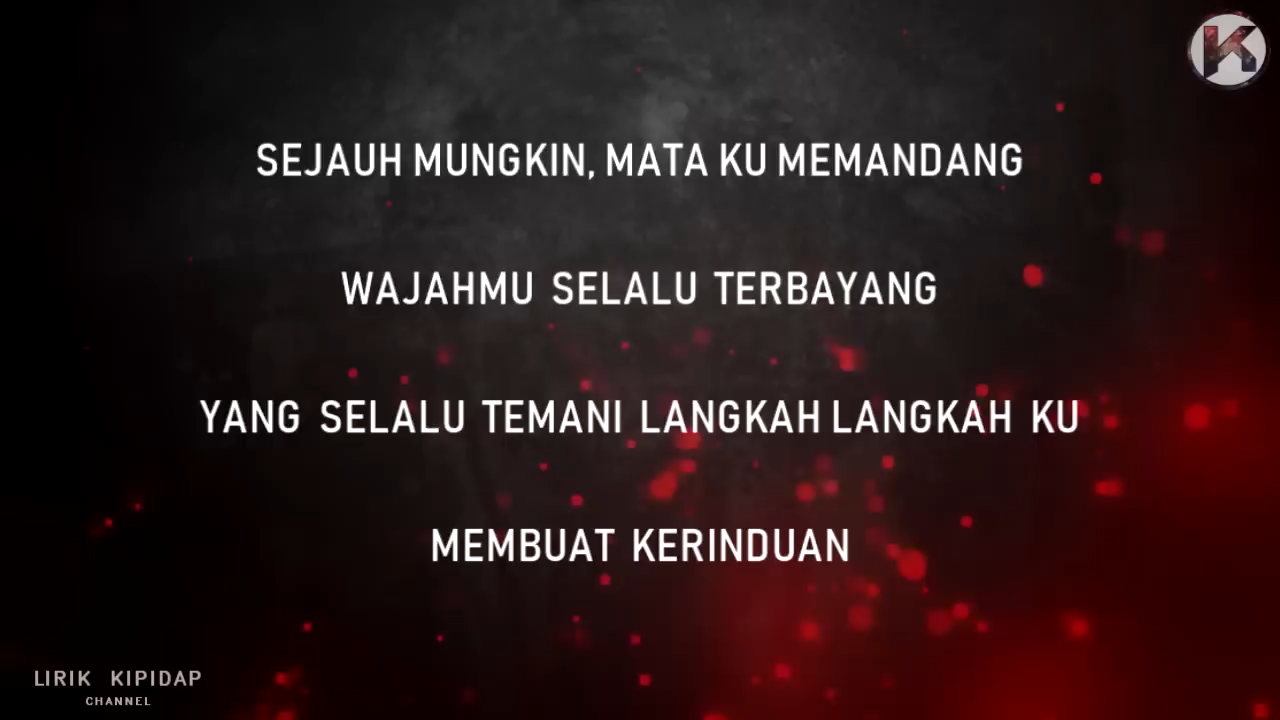 K
SEJAUH MUNGKIN, MATA KU MEMANDANG
WAJAHMU SELALU TERBAYANG
YANG SELALU TEMANI LANGKAH LANGKAH KU
MEMBUAT KERINDUAN
LIRIK KIPIDAP
CHANNEL